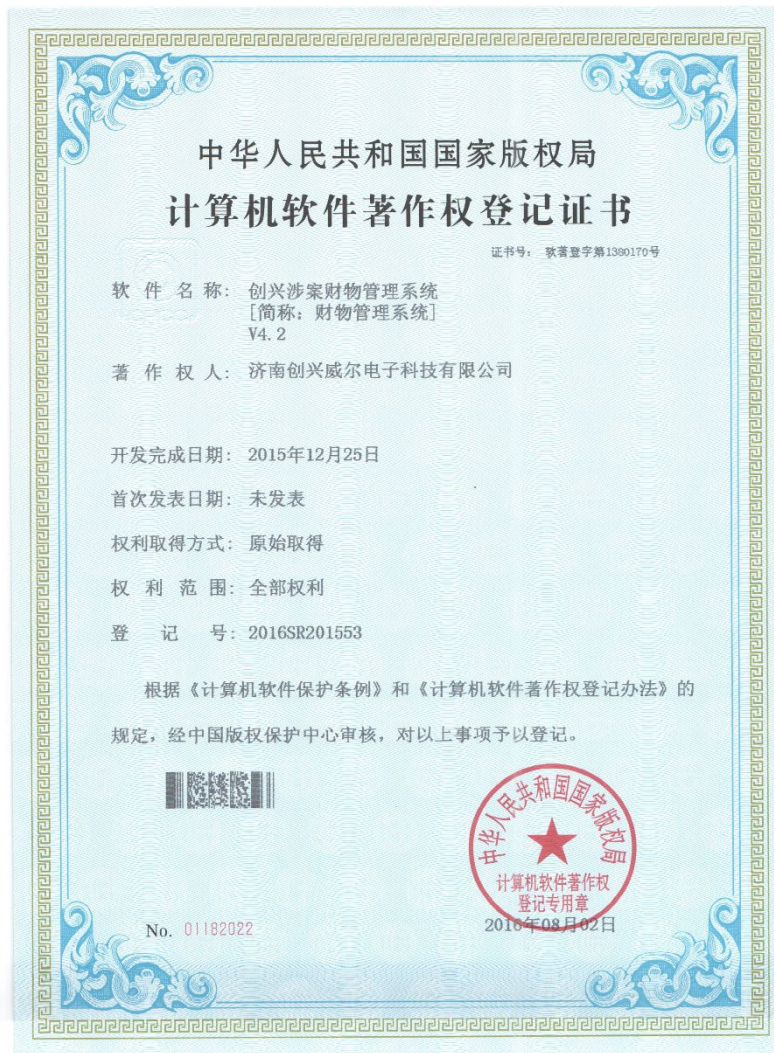 中华人民共和国国家版权局
计算机软件著作权登记证书
证书号： 软著登字第1380170号
软 件 名 称： 创兴涉案财物管理系统
[简称：财物管理系统]
V4.2
著 作 权 人： 济南创兴威尔电子科技有限公司
开发完成日期： 2015年12月25日
首次发表日期： 未发表
权利取得方式： 原始取得
权 利 范 围： 全部权利
登 记 号： 2016SR201553
根据《计算机软件保护条例》和《计算机软件著作权登记办法》的
规定，经中国版权保护中心审核，对以上事项予以登记。
中华人民共和国国家版权局
计算机软件著作权
登记专用章
No. 01182022
2016年08月02日